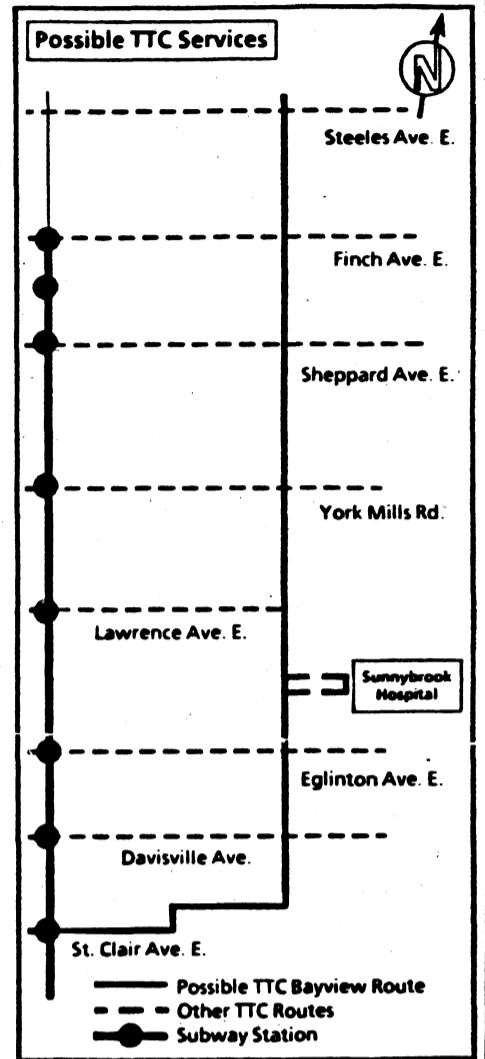 Possible TTC Services
N
Steeles Ave. E.
Finch Ave. E.
Sheppard Ave. E.
York Mills Rd.
Lawrence Ave. E.
Sunnybrook
Hospital
Eglinton Ave. E.
Davisville Ave.
St. Clair Ave. E.
Possible TTC Bayview Route
Other TTC Routes
Subway Station